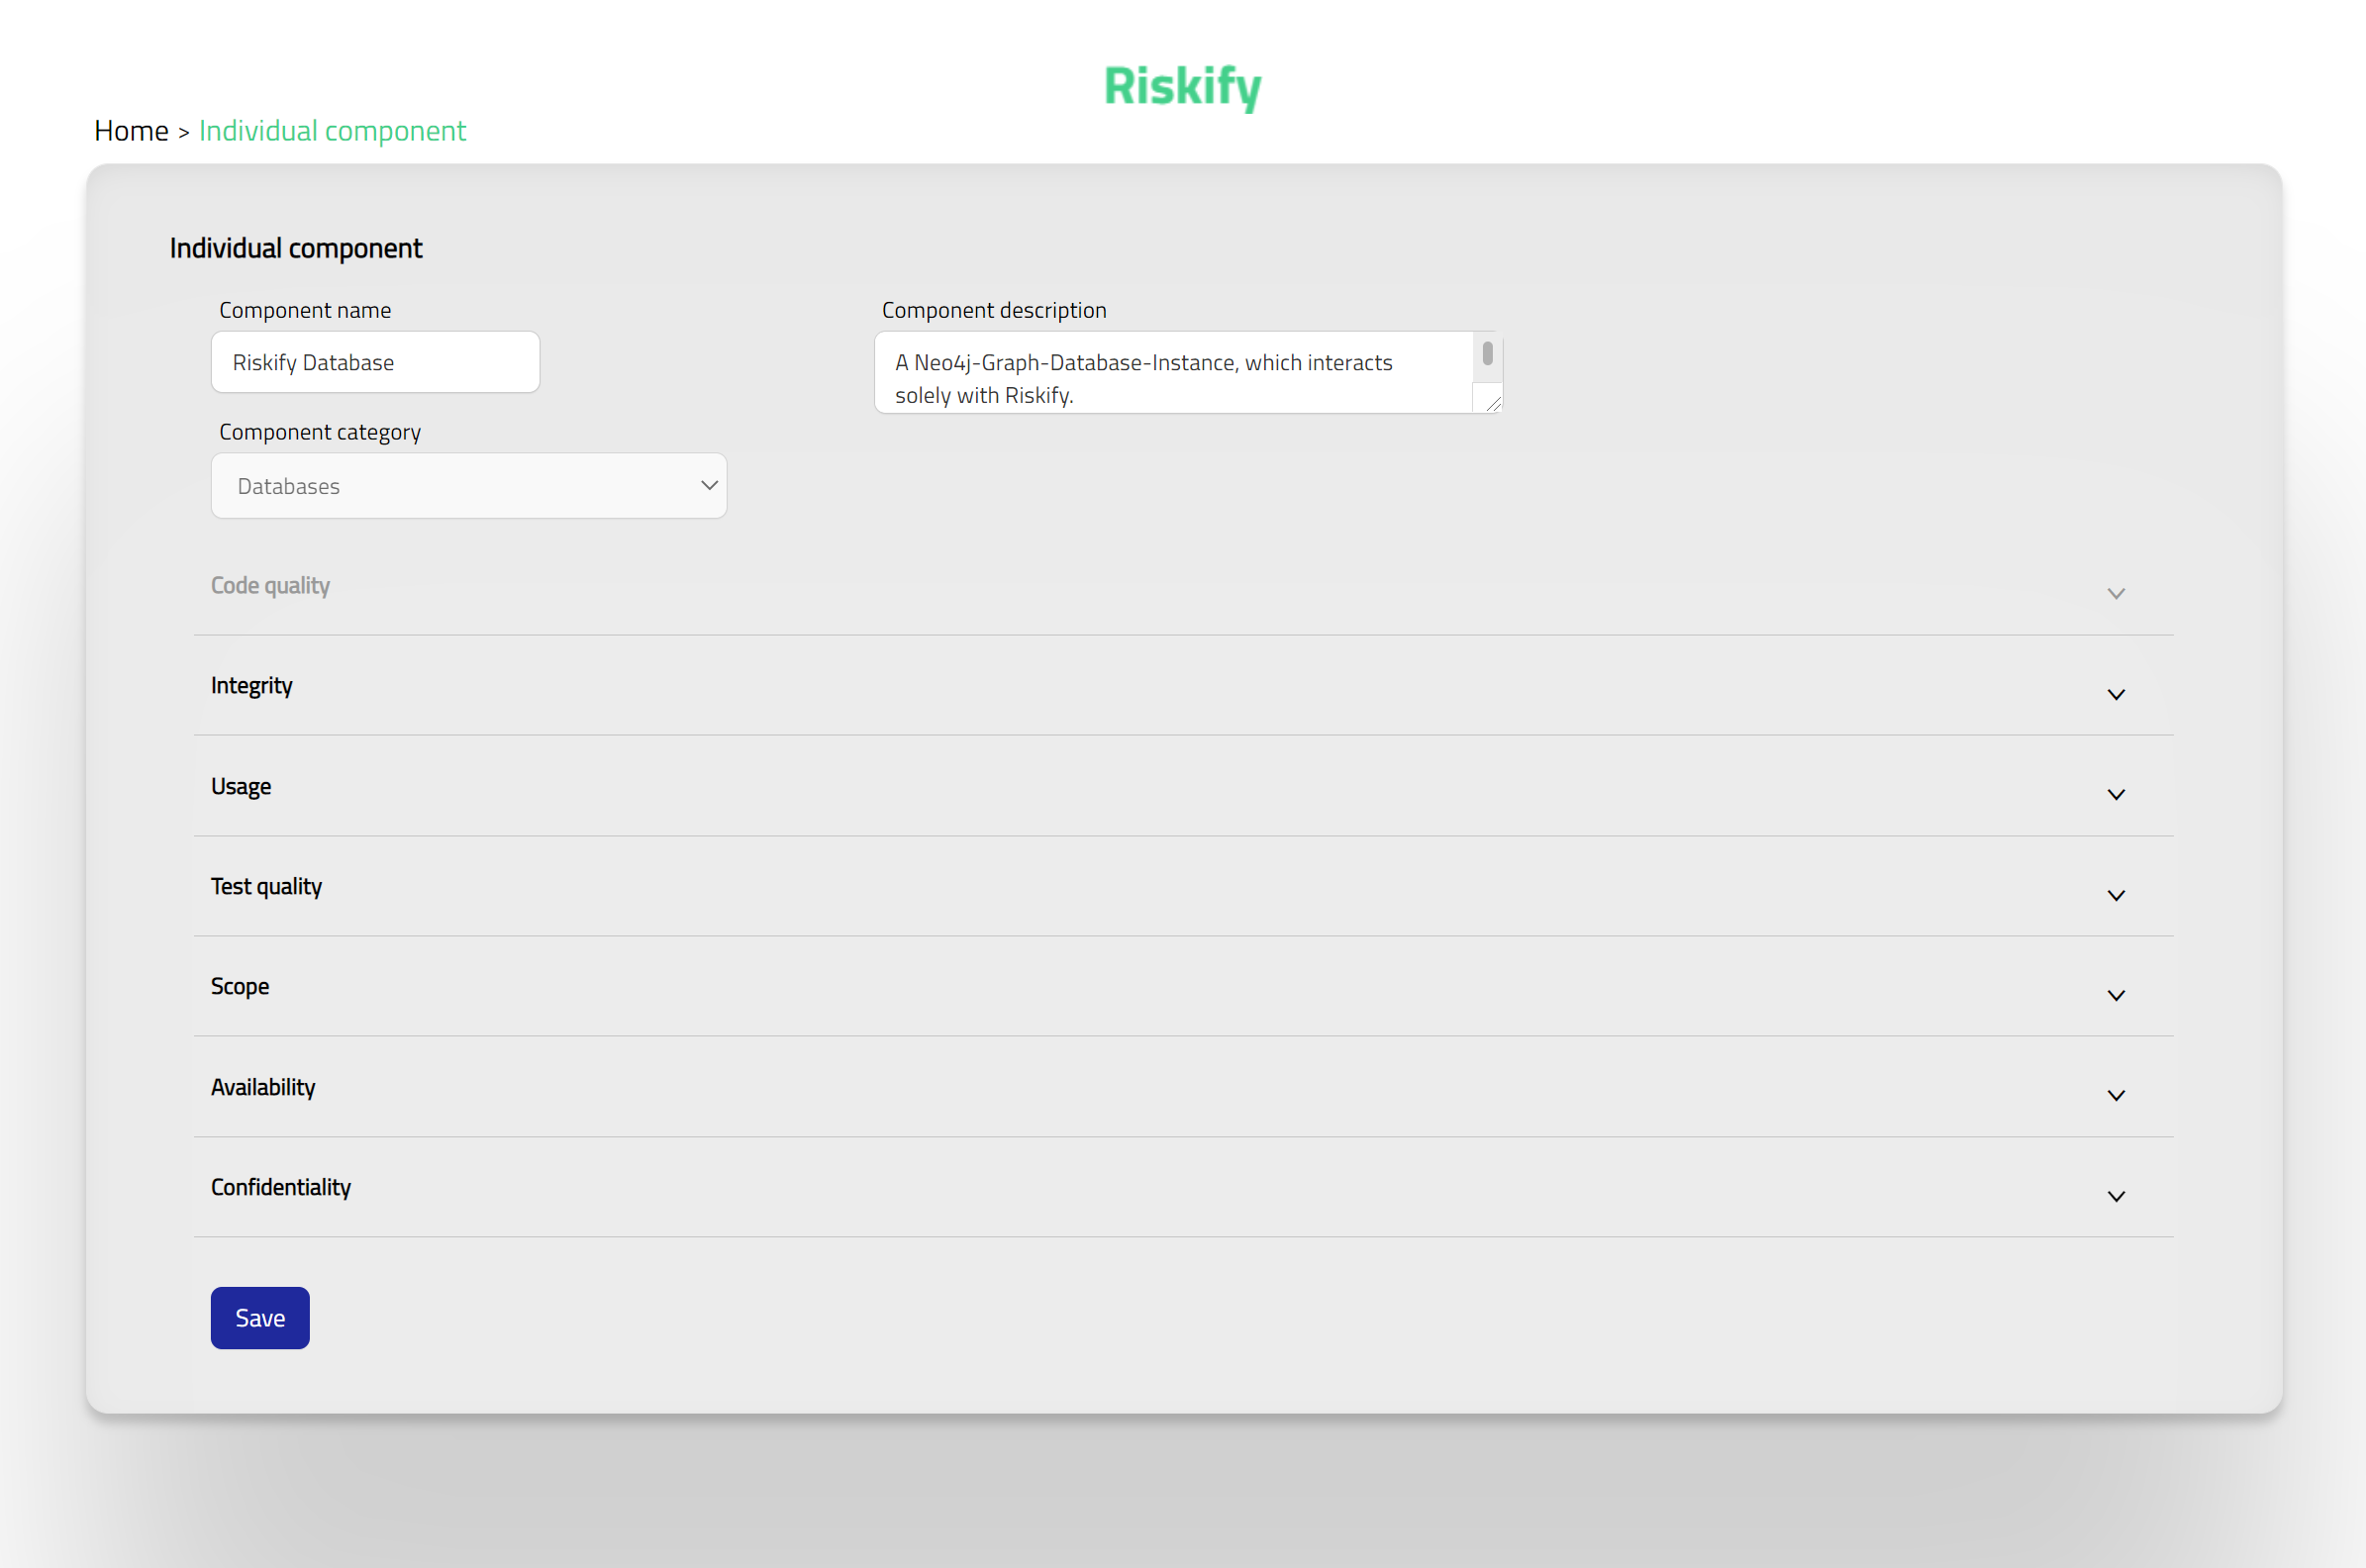 Riskify
Home > Individual component
Individual component
Component name
Riskify Database
Component description
A Neo4j-Graph-Database-Instance, which interacts
solely with Riskify.
Component category
Databases
Code quality
Integrity
Usage
Test quality
Scope
Availability
Confidentiality
Save